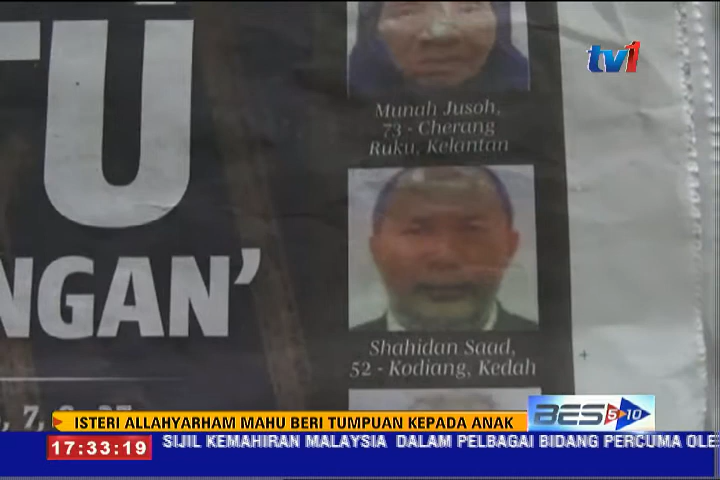 TU
tv1
Munah Jusoh,
73 - Cherang
Ruku, Kelantan
NGAN’
Shahidan Saad,
52 - Kodiang, Kedah
7,
ISTERI ALLAHYARHAM MAHU BERI TUMPUAN KEPADA ANAK
BES 5 10
17:33:19 SIJIL KEMAHIRAN MALAYSIA DALAM PELBAGAI BIDANG PERCUMA OLE